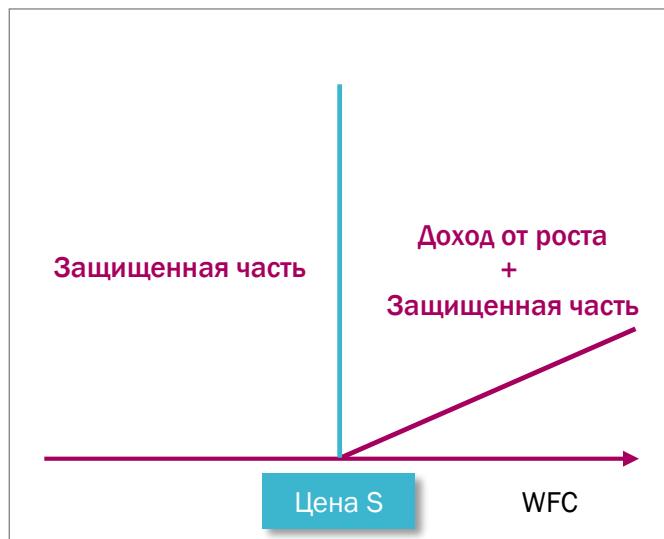 Защищенная часть
Доход от роста
+
Защищенная часть
Цена S
WFC